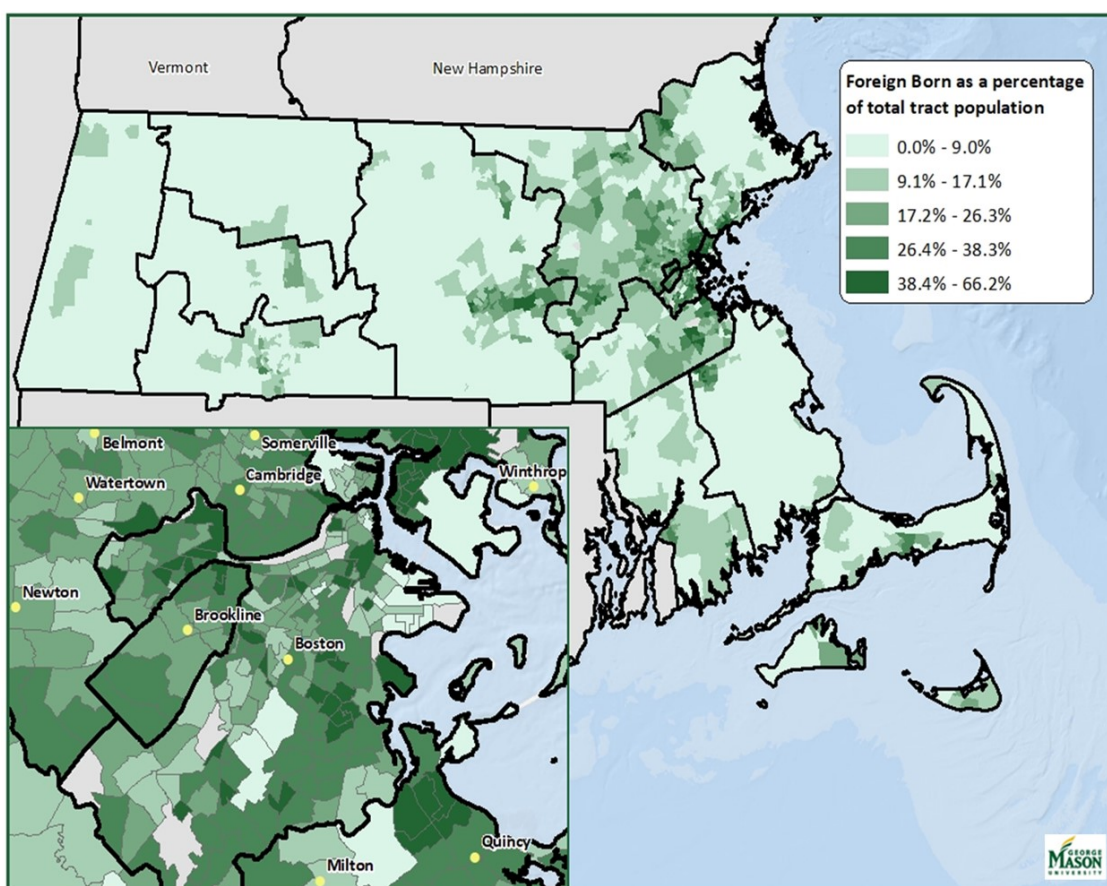 Vermont
New Hampshire
Foreign Born as a percentage
of total tract population
0.0% - 9.0%
9.1% - 17.1%
17.2% - 26.3%
26.4% - 38.3%
38.4% - 66.2%
Belmont
Somerville
Watertown
Cambridge
Winthrop
Newton
Brookline
Boston
Quincy
Milton
GEORGE
MASON
UNIVERSITY